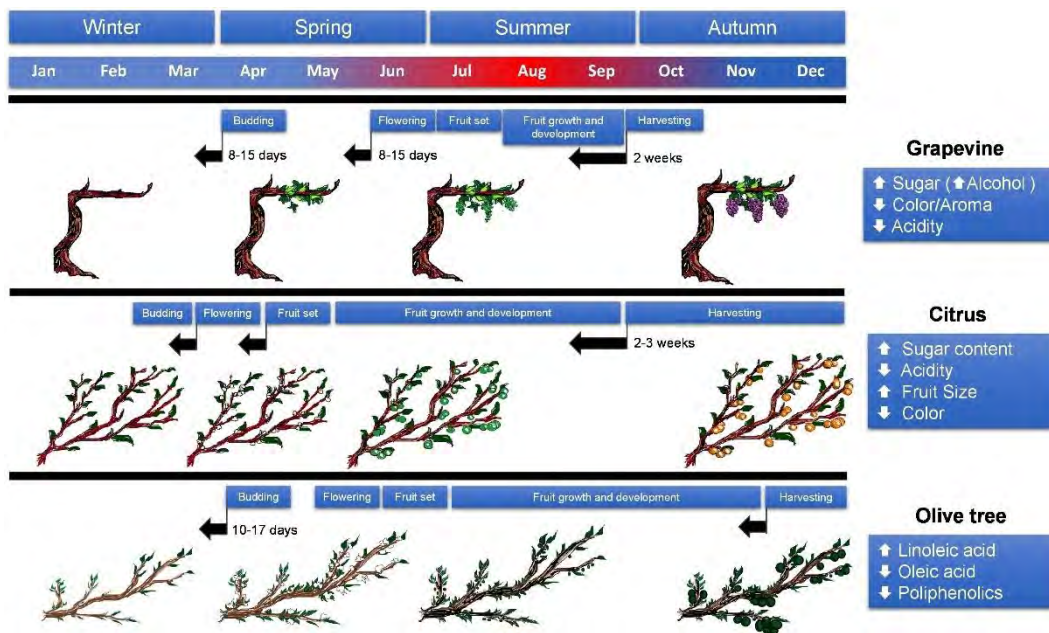 Winter Spring Summer Autumn
Jan Feb Mar Apr May Jun Jul Aug Sep Oct Nov Dec
Budding Flowering Fruit set Fruit growth and development Harvesting
8-15 days 8-15 days 2 weeks
Grapevine
Sugar (⬆Alcohol )
Color/Aroma
Acidity
Budding Flowering Fruit set Fruit growth and development Harvesting
2-3 weeks
Citrus
Sugar content
Acidity
Fruit Size
Color
Budding Flowering Fruit set Fruit growth and development Harvesting
10-17 days
Olive tree
Linoleic acid
Oleic acid
Poliphenolics